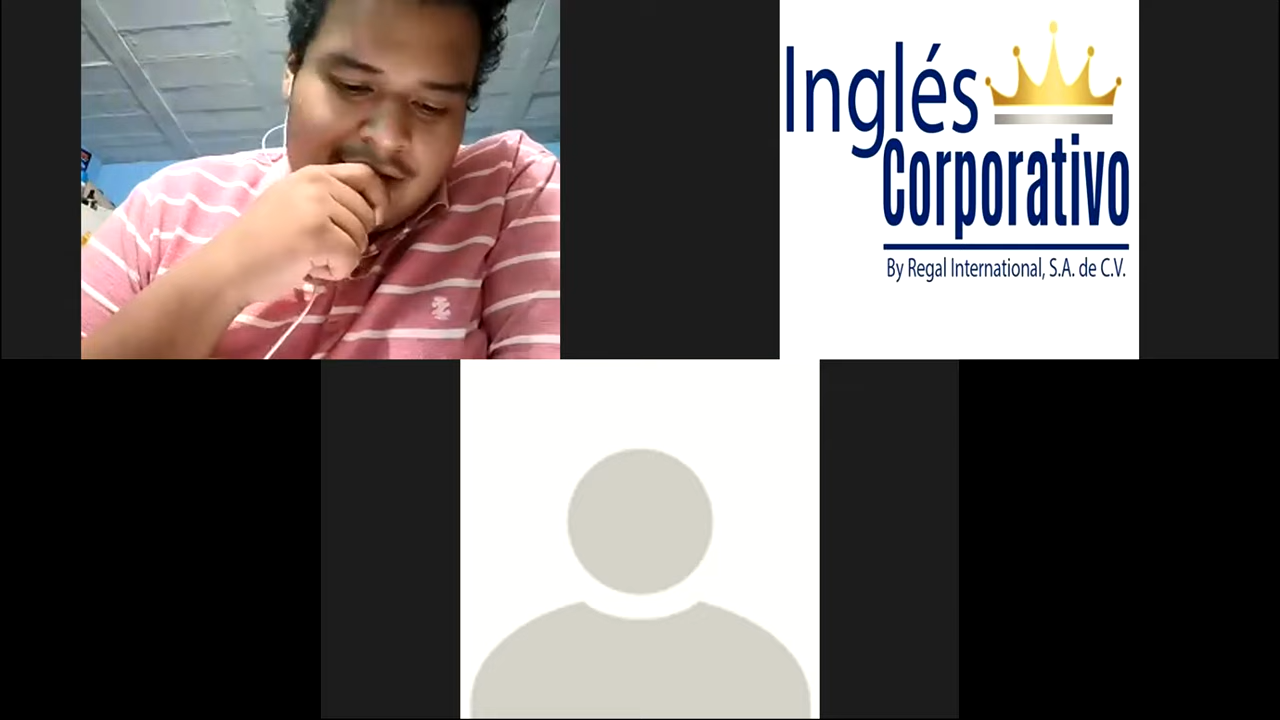 Inglés
Corporativo
By Regal International, S.A. de C.V.